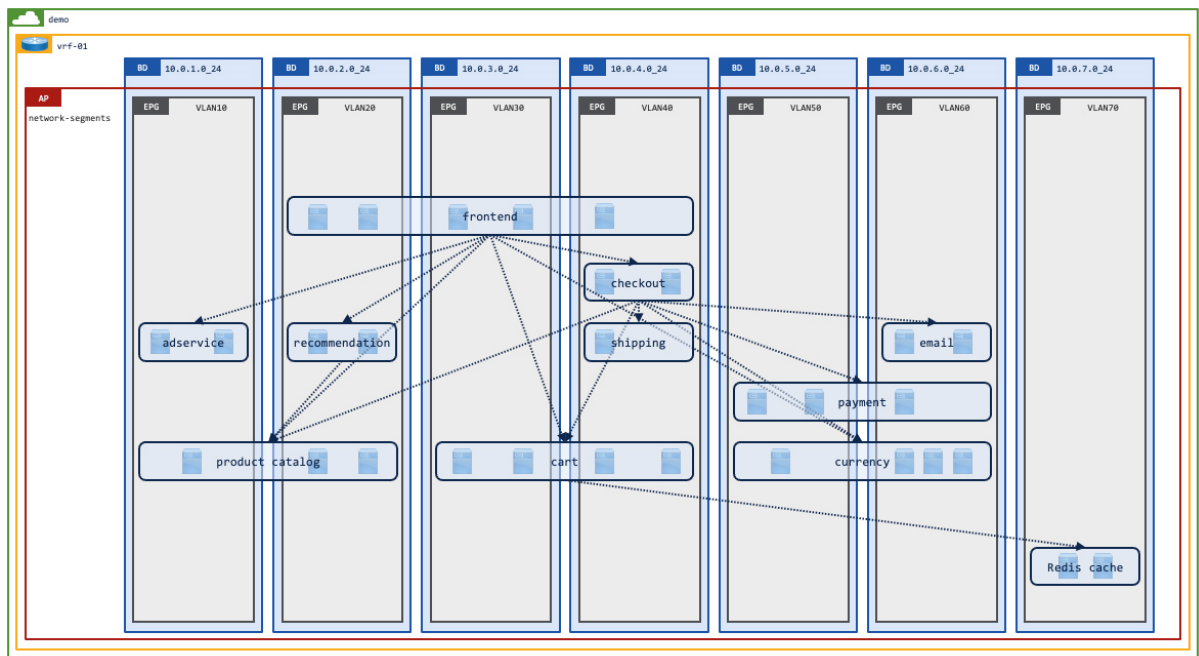 demo
vrf-01
BD 10.0.1.0_24
BD 10.0.2.0_24
BD 10.0.3.0_24
BD 10.0.4.0_24
BD 10.0.5.0_24
BD 10.0.6.0_24
BD 10.0.7.0_24
AP
network-segments
EPG VLAN10
EPG VLAN20
EPG VLAN30
EPG VLAN40
EPG VLAN50
EPG VLAN60
EPG VLAN70
frontend
checkout
adservice
recommendation
shipping
email
payment
product catalog
cart
currency
Redis cache